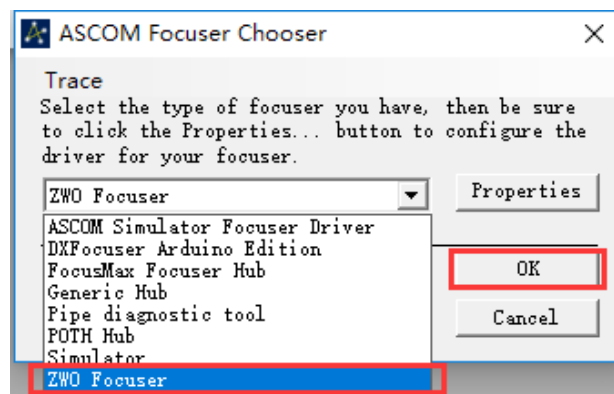 ASCOM Focuser Chooser
Trace
Select the type of focuser you have, then be sure
to click the Properties... button to configure the
driver for your focuser.
ZWO Focuser
Properties
ASCOM Simulator Focuser Driver
DXFocuser Arduino Edition
FocusMax Focuser Hub
Generic Hub
Pipe diagnostic tool
POTH Hub
Simulator
ZWO Focuser
OK
Cancel